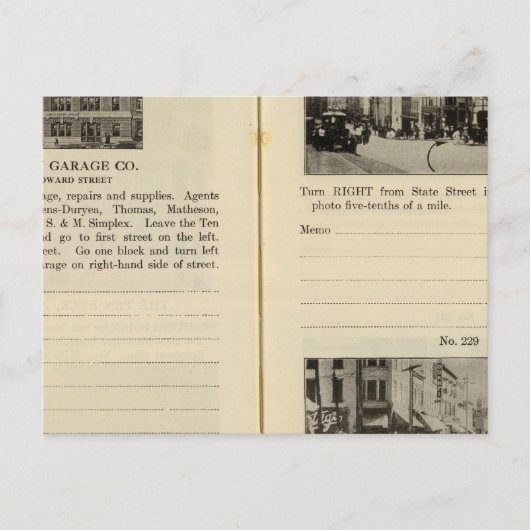 GARAGE CO.
OWARD STREET
age, repairs and supplies. Agents
ens-Duryea, Thomas, Matheson,
S. & M. Simplex. Leave the Ten
nd go to first street on the left.
eet. Go one block and turn left
arage on right-hand side of street.
Turn RIGHT from State Street i
photo five-tenths of a mile.
Memo
No. 229